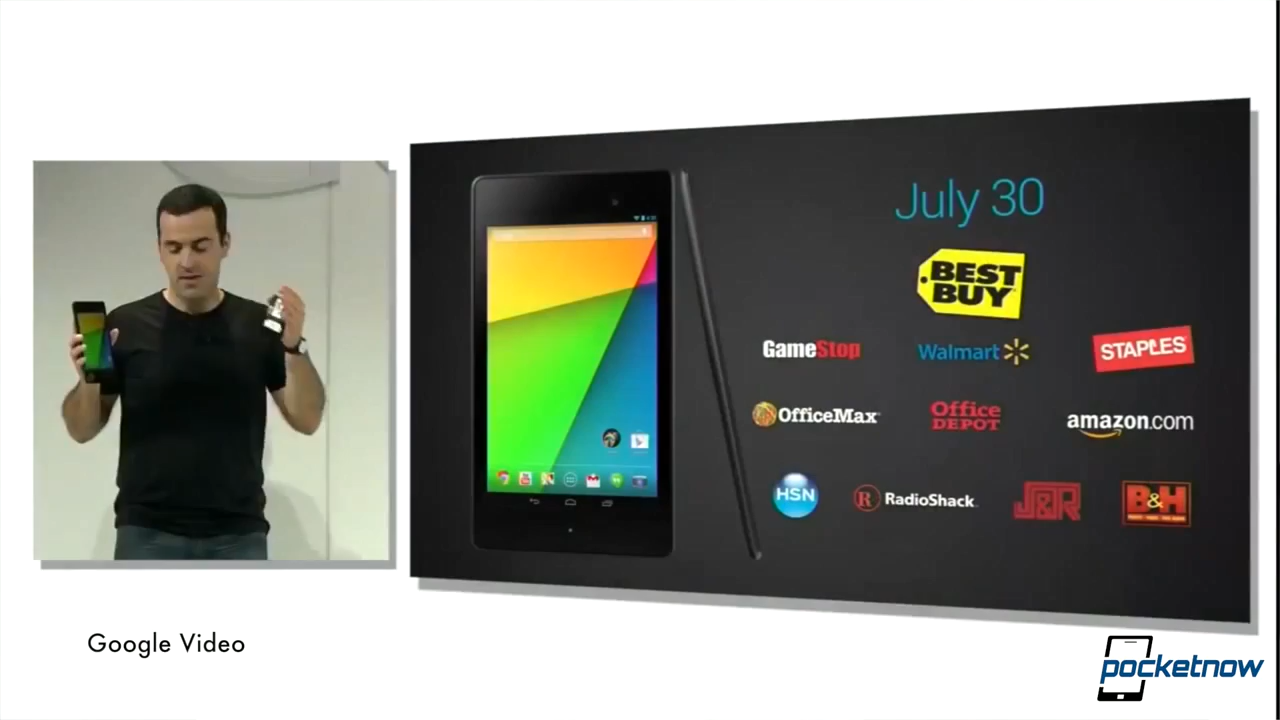 July 30
BEST
BUY
GameStop
Walmart
STAPLES
OfficeMax
Office
DEPOT
amazon.com
HSN
R RadioShack.
J&R
B&H
Google Video
pocketnow